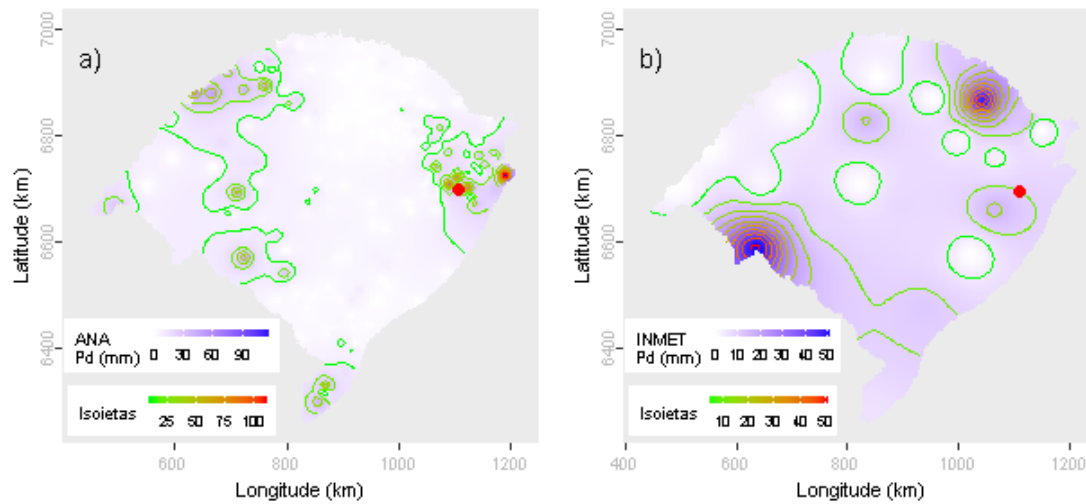 a)
7000
6800
6600
6400
Latitude (km)
ANA
Pd (mm)
0 30 60 90
Isoietas
25 50 75 100
600 800 1000 1200
Longitude (km)
b)
7000
6800
6600
6400
Latitude (km)
INMET
Pd (mm)
0 10 20 30 40 50
Isoietas
10 20 30 40 50
400 600 800 1000 1200
Longitude (km)